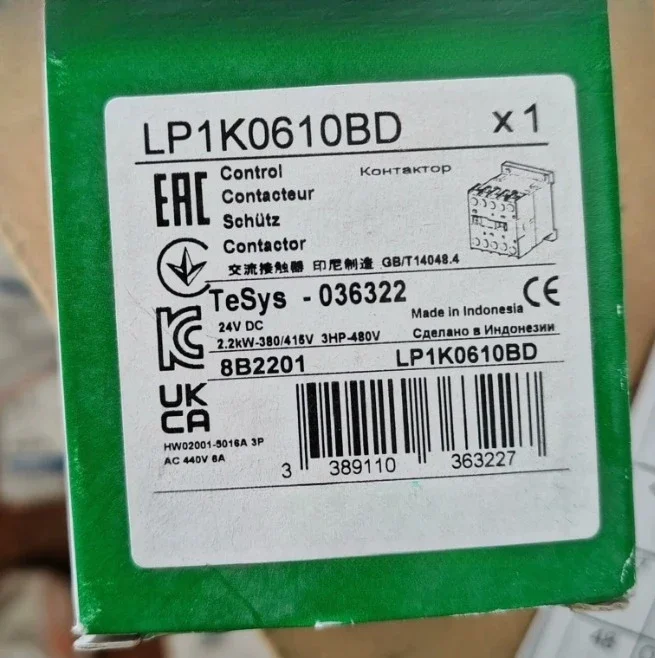 LP1K0610BD x 1
EAC
Control Контактор
Contacteur
Schütz
Contactor
交流接触器 印尼制造 GB/T14048.4
TeSys - 036322
CE
24V DC Made in Indonesia
2.2kW-380/415V 3HP-480V Сделано в Индонезии
8B2201 LP1K0610BD
UK
CA
HW02001-5016A 3P
AC 440V 6A
3 389110 363227
48